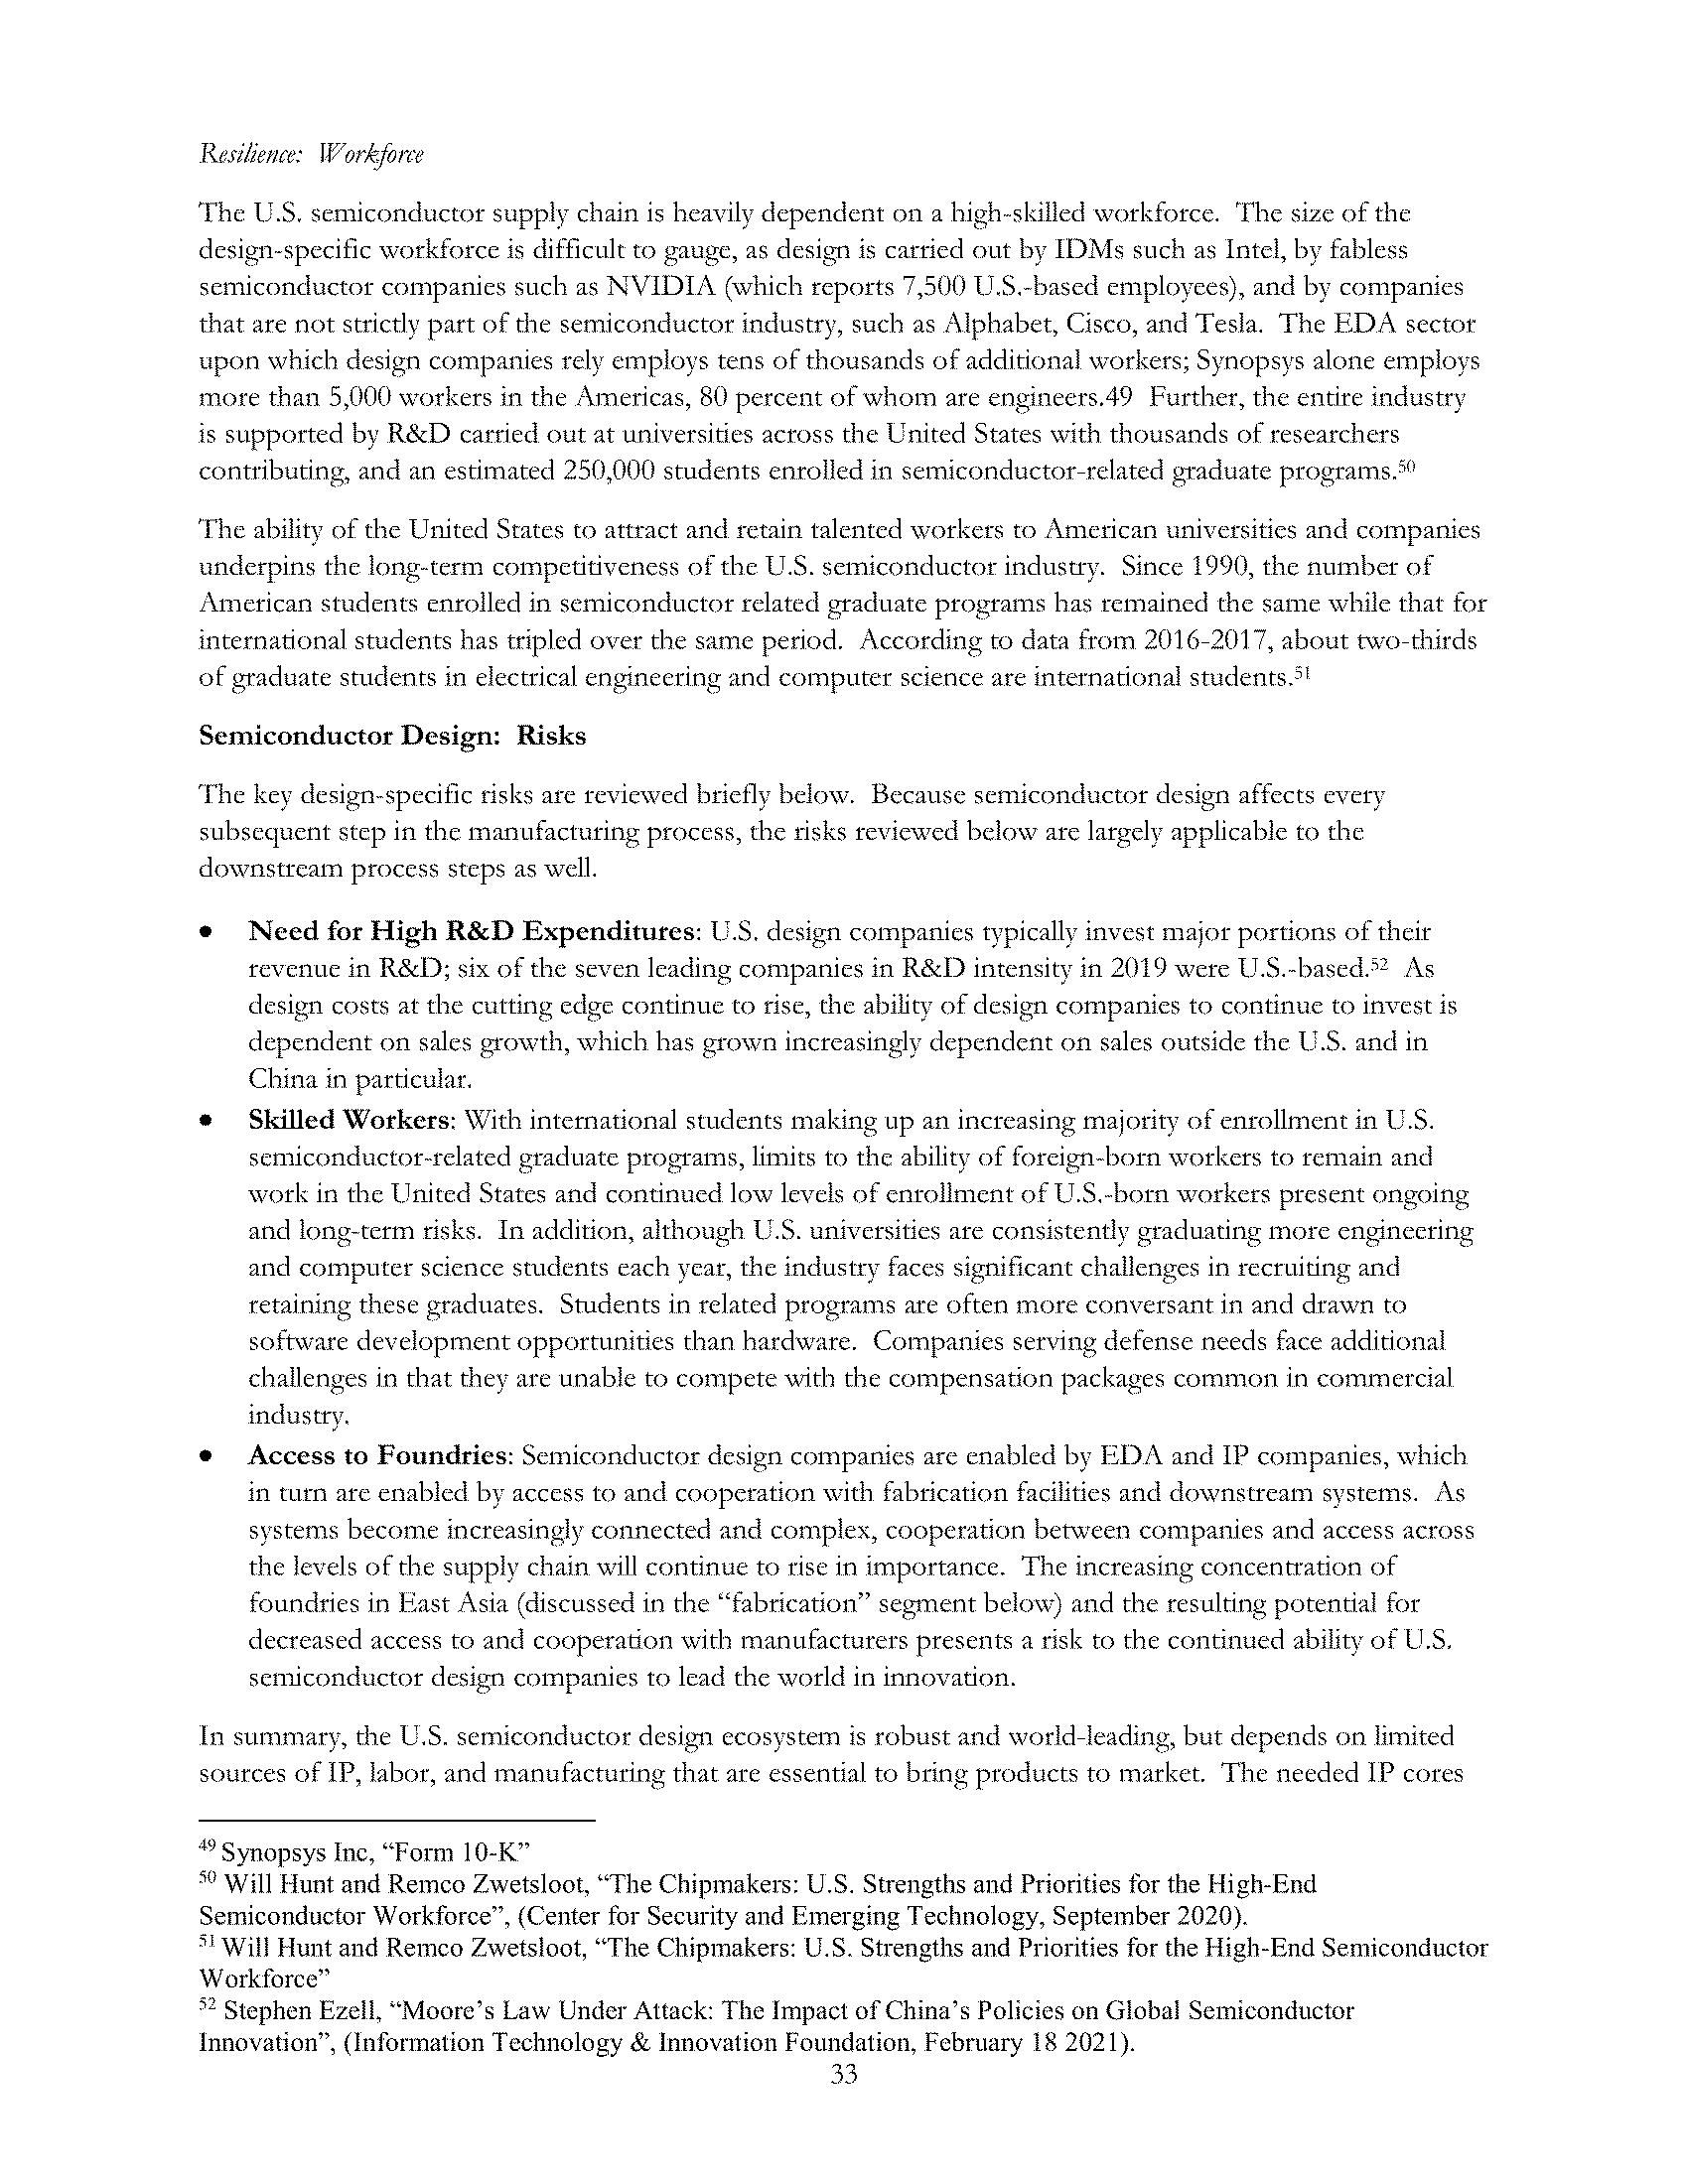 Resilience:  Workforce
The U.S. semiconductor supply chain is heavily dependent on a high-skilled workforce.  The size of the
design-specific workforce is difficult to gauge, as design is carried out by IDMs such as Intel, by fabless
semiconductor companies such as NVIDIA (which reports 7,500 U.S.-based employees), and by companies
that are not strictly part of the semiconductor industry, such as Alphabet, Cisco, and Tesla.  The EDA sector
upon which design companies rely employs tens of thousands of additional workers; Synopsys alone employs
more than 5,000 workers in the Americas, 80 percent of whom are engineers.49  Further, the entire industry
is supported by R&D carried out at universities across the United States with thousands of researchers
contributing, and an estimated 250,000 students enrolled in semiconductor-related graduate programs.50
The ability of the United States to attract and retain talented workers to American universities and companies
underpins the long-term competitiveness of the U.S. semiconductor industry.  Since 1990, the number of
American students enrolled in semiconductor related graduate programs has remained the same while that for
international students has tripled over the same period.  According to data from 2016-2017, about two-thirds
of graduate students in electrical engineering and computer science are international students.51
Semiconductor Design:  Risks
The key design-specific risks are reviewed briefly below.  Because semiconductor design affects every
subsequent step in the manufacturing process, the risks reviewed below are largely applicable to the
downstream process steps as well.
• Need for High R&D Expenditures: U.S. design companies typically invest major portions of their
revenue in R&D; six of the seven leading companies in R&D intensity in 2019 were U.S.-based.52  As
design costs at the cutting edge continue to rise, the ability of design companies to continue to invest is
dependent on sales growth, which has grown increasingly dependent on sales outside the U.S. and in
China in particular.
• Skilled Workers: With international students making up an increasing majority of enrollment in U.S.
semiconductor-related graduate programs, limits to the ability of foreign-born workers to remain and
work in the United States and continued low levels of enrollment of U.S.-born workers present ongoing
and long-term risks.  In addition, although U.S. universities are consistently graduating more engineering
and computer science students each year, the industry faces significant challenges in recruiting and
retaining these graduates.  Students in related programs are often more conversant in and drawn to
software development opportunities than hardware.  Companies serving defense needs face additional
challenges in that they are unable to compete with the compensation packages common in commercial
industry.
• Access to Foundries: Semiconductor design companies are enabled by EDA and IP companies, which
in turn are enabled by access to and cooperation with fabrication facilities and downstream systems.  As
systems become increasingly connected and complex, cooperation between companies and access across
the levels of the supply chain will continue to rise in importance.  The increasing concentration of
foundries in East Asia (discussed in the “fabrication” segment below) and the resulting potential for
decreased access to and cooperation with manufacturers presents a risk to the continued ability of U.S.
semiconductor design companies to lead the world in innovation.
In summary, the U.S. semiconductor design ecosystem is robust and world-leading, but depends on limited
sources of IP, labor, and manufacturing that are essential to bring products to market.  The needed IP cores
49 Synopsys Inc, “Form 10-K”
50 Will Hunt and Remco Zwetsloot, “The Chipmakers: U.S. Strengths and Priorities for the High-End
Semiconductor Workforce”, (Center for Security and Emerging Technology, September 2020).
51 Will Hunt and Remco Zwetsloot, “The Chipmakers: U.S. Strengths and Priorities for the High-End Semiconductor
Workforce”
52 Stephen Ezell, “Moore’s Law Under Attack: The Impact of China’s Policies on Global Semiconductor
Innovation”, (Information Technology & Innovation Foundation, February 18 2021).
33